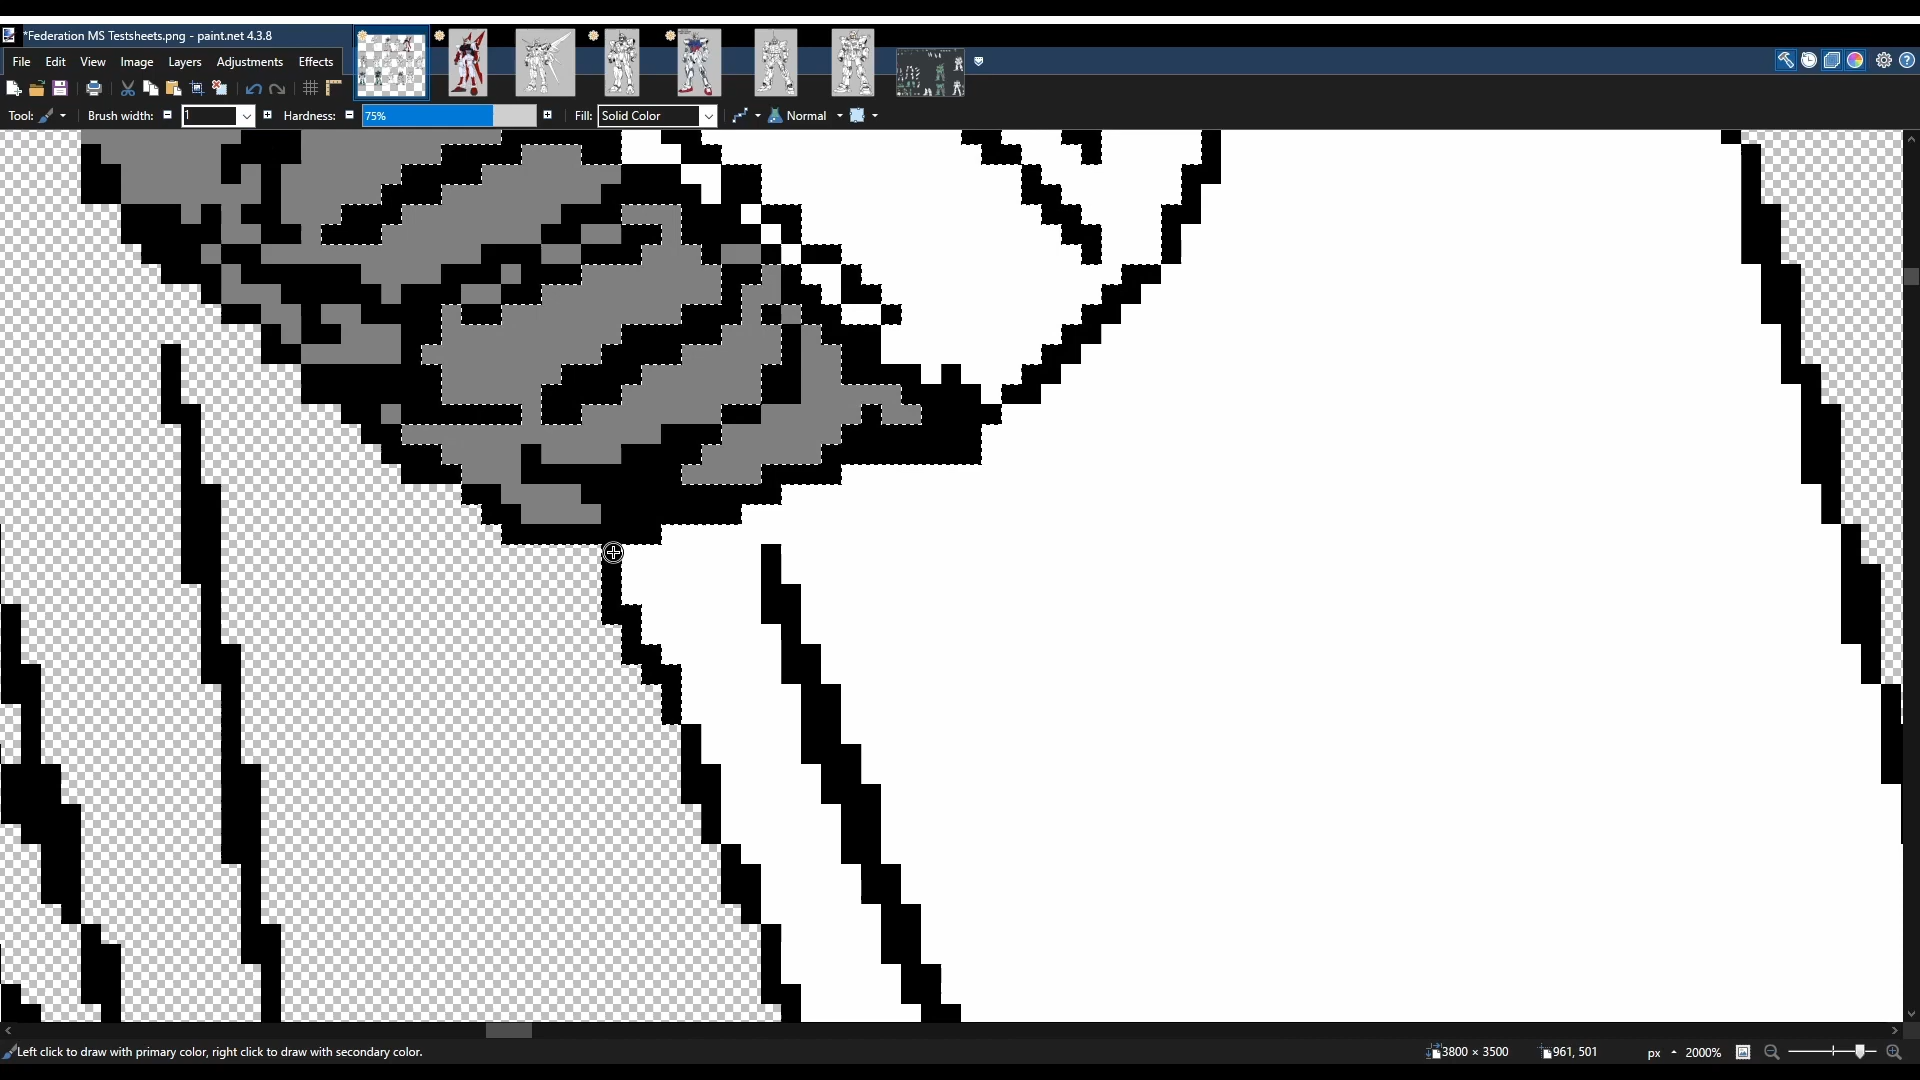 *Federation MS Testsheets.png - paint.net 4.3.8
File Edit View Image Layers Adjustments Effects
Tool: Brush width: 1 Hardness: 75% Fill: Solid Color Normal
Left click to draw with primary color, right click to draw with secondary color. 3800 × 3500 961, 501 px 2000%